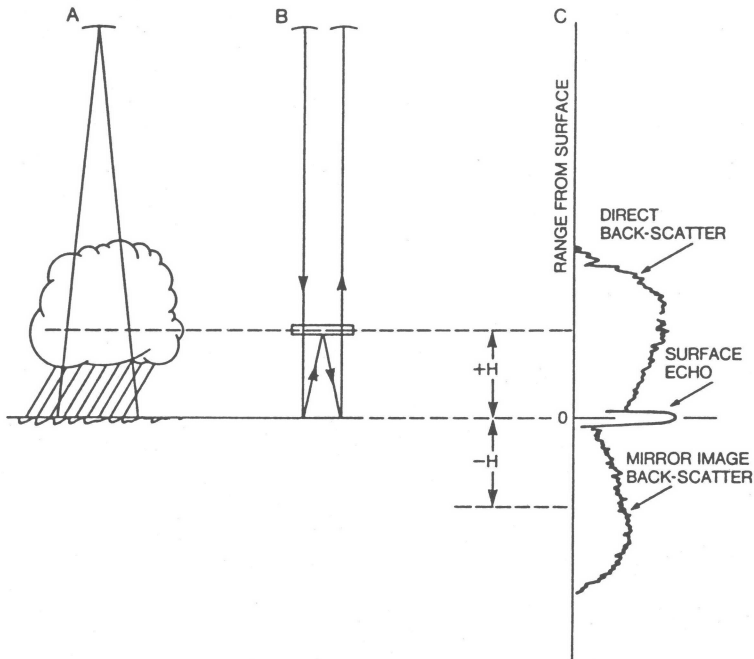 A
B
C
RANGE FROM SURFACE
DIRECT
BACK-SCATTER
SURFACE
ECHO
+H
0
-H
MIRROR IMAGE
BACK-SCATTER